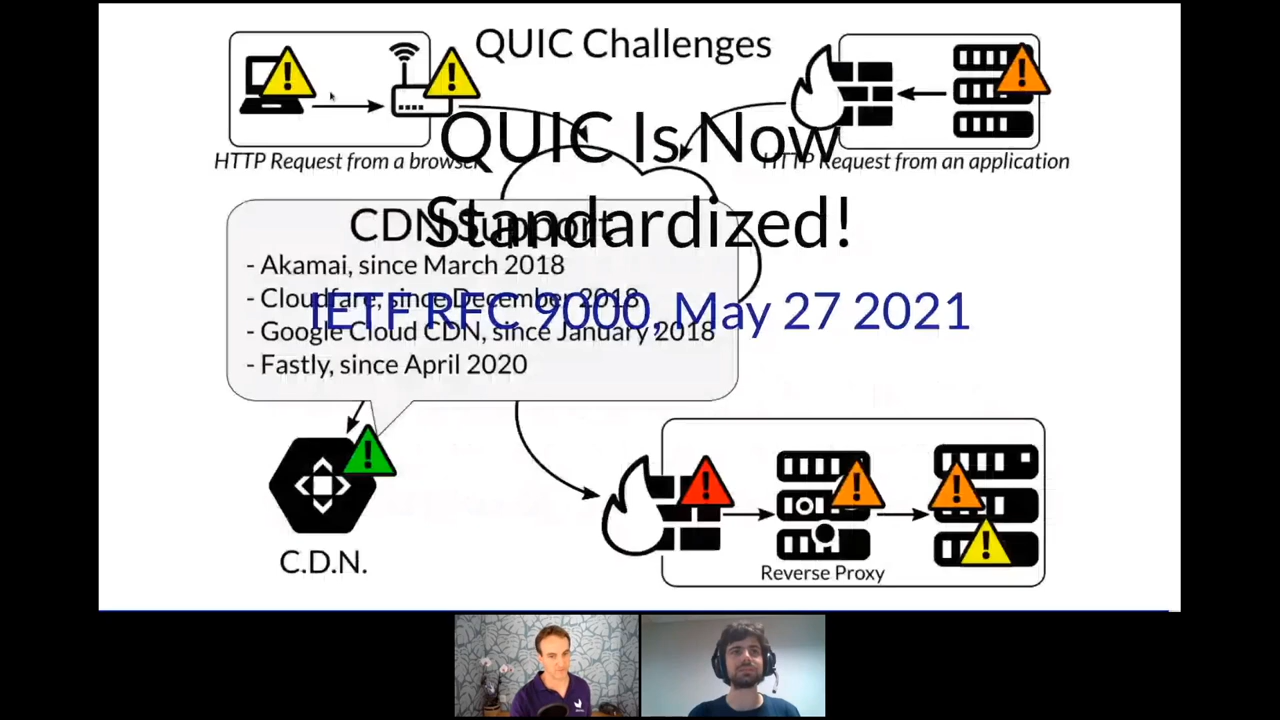 QUIC Challenges
QUIC Is Now
HTTP Request from a browser
HTTP Request from an application
Standardized!
CDN Support
- Akamai, since March 2018
- Cloudfare, since December 2018
IETF RFC 9000, May 27 2021
- Google Cloud CDN, since January 2018
- Fastly, since April 2020
C.D.N.
Reverse Proxy